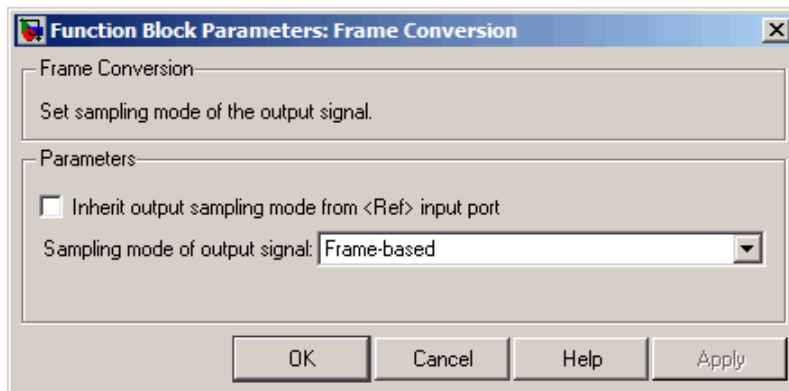 Function Block Parameters: Frame Conversion
Frame Conversion
Set sampling mode of the output signal.
Parameters
Inherit output sampling mode from <Ref> input port
Sampling mode of output signal: Frame-based
OK Cancel Help Apply